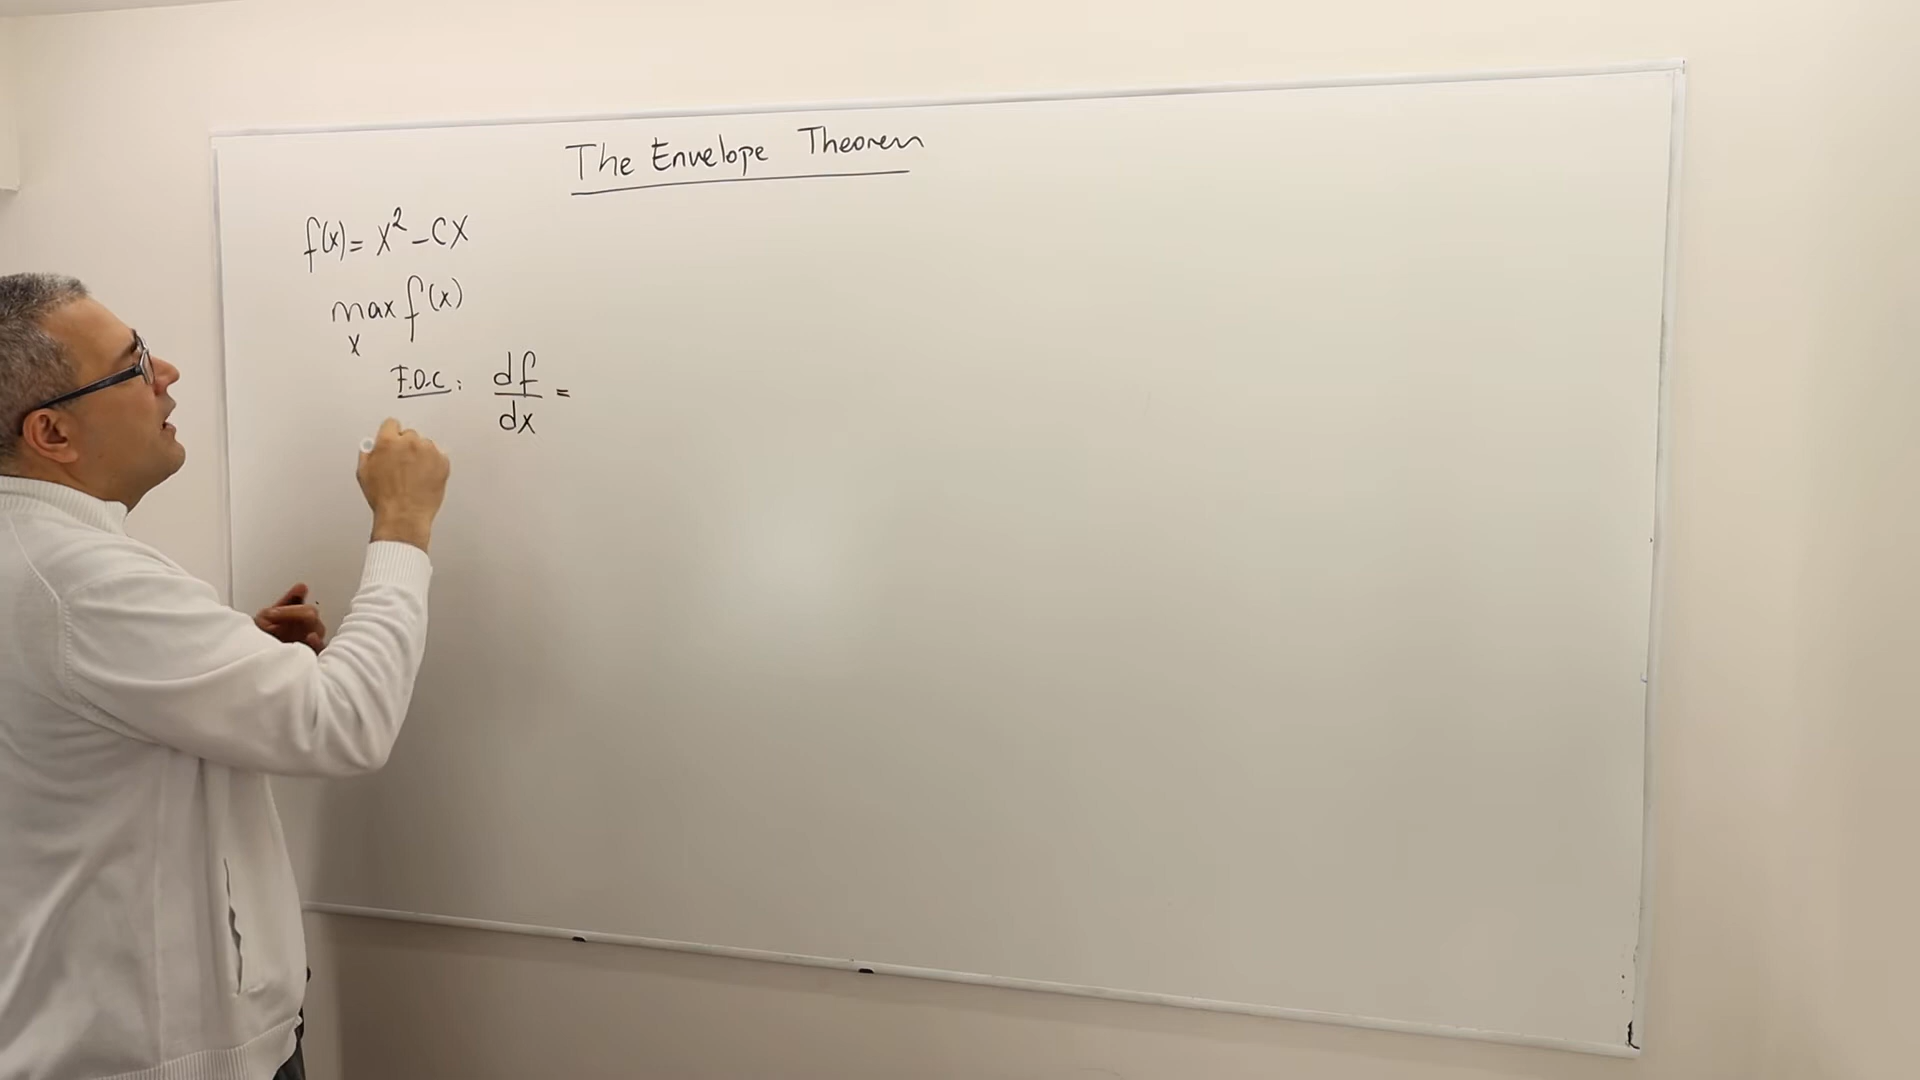 The Envelope Theorem
f(x) = x² - cx
max f(x)
x
F.O.C.: df/dx =